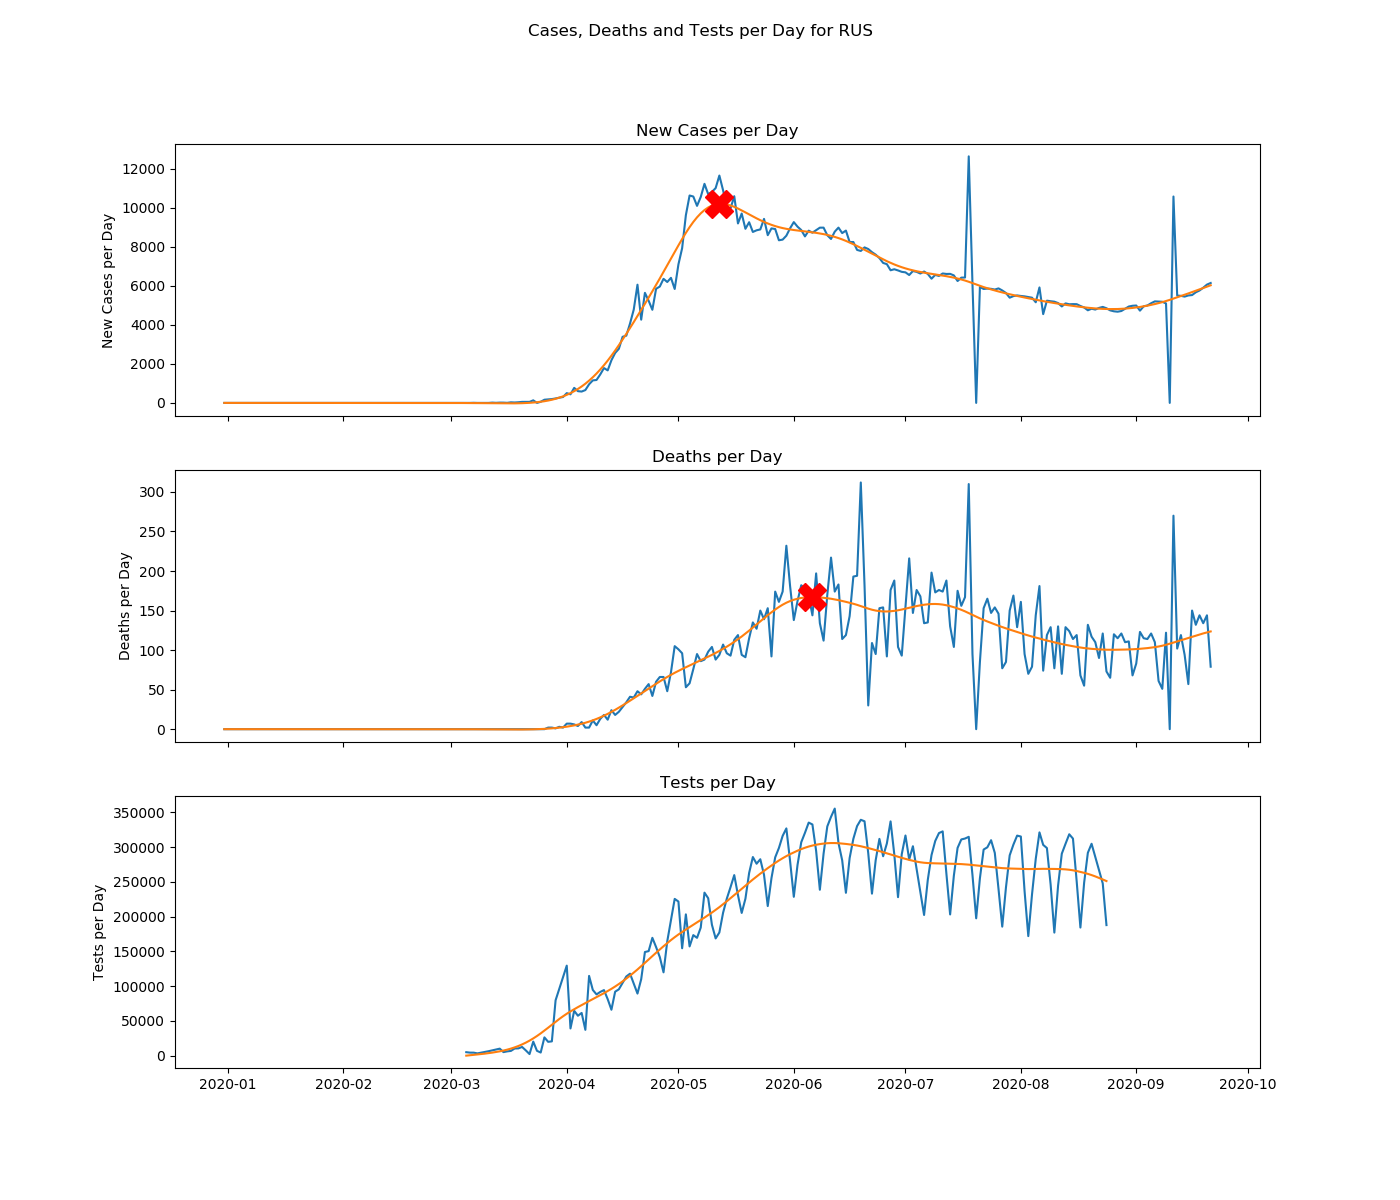 Cases, Deaths and Tests per Day for RUS
New Cases per Day
New Cases per Day
12000
10000
8000
6000
4000
2000
0
Deaths per Day
Deaths per Day
300
250
200
150
100
50
0
Tests per Day
Tests per Day
350000
300000
250000
200000
150000
100000
50000
0
2020-01 2020-02 2020-03 2020-04 2020-05 2020-06 2020-07 2020-08 2020-09 2020-10